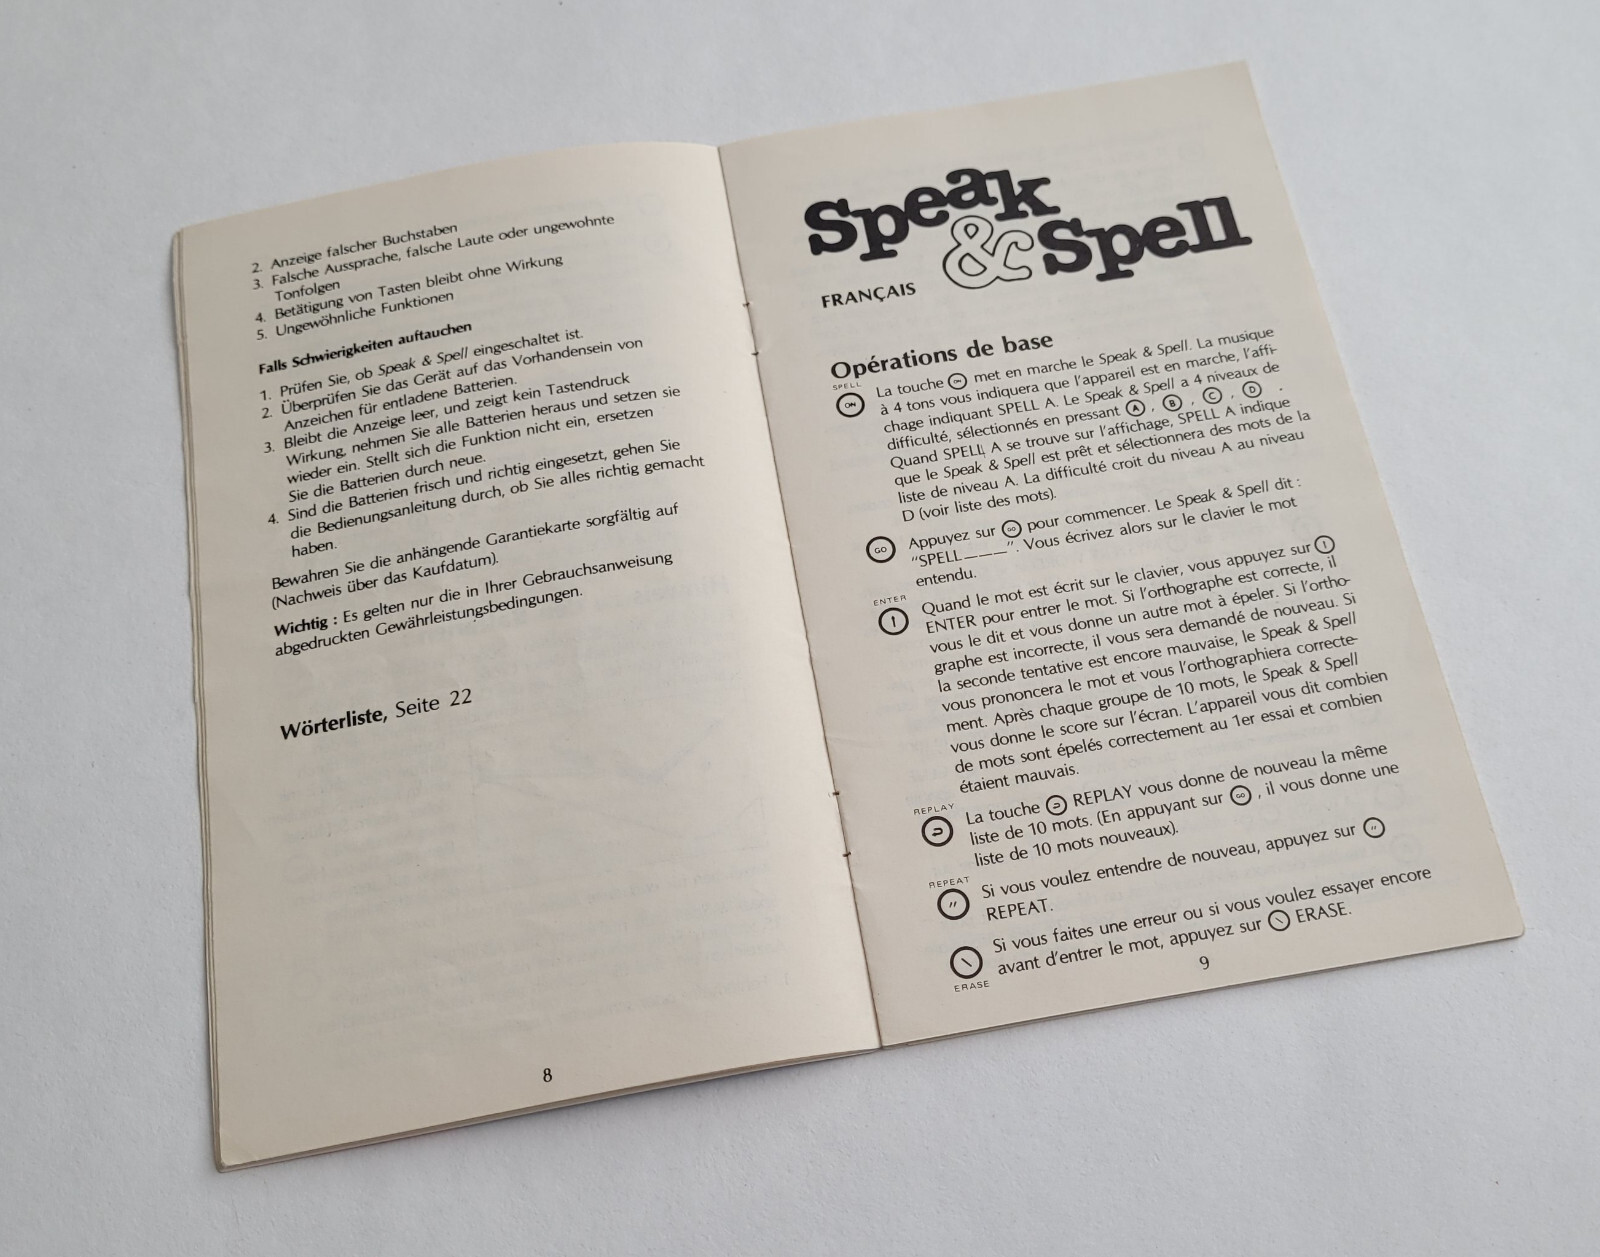 2. Anzeige falscher Buchstaben
3. Falsche Aussprache, falsche Laute oder ungewohnte
Tonfolgen
4. Betätigung von Tasten bleibt ohne Wirkung
5. Ungewöhnliche Funktionen
Falls Schwierigkeiten auftauchen
1. Prüfen Sie, ob Speak & Spell eingeschaltet ist.
2. Überprüfen Sie das Gerät auf das Vorhandensein von
Anzeichen für entladene Batterien.
3. Bleibt die Anzeige leer, und zeigt kein Tastendruck
Wirkung, nehmen Sie alle Batterien heraus und setzen sie
wieder ein. Stellt sich die Funktion nicht ein, ersetzen
Sie die Batterien durch neue.
4. Sind die Batterien frisch und richtig eingesetzt, gehen Sie
die Bedienungsanleitung durch, ob Sie alles richtig gemacht
haben.
Bewahren Sie die anhängende Garantiekarte sorgfältig auf
(Nachweis über das Kaufdatum).
Wichtig : Es gelten nur die in Ihrer Gebrauchsanweisung
abgedruckten Gewährleistungsbedingungen.
Wörterliste, Seite 22
8
Speak
& Spell
FRANÇAIS
Opérations de base
SPELL
ON
La touche ON met en marche le Speak & Spell. La musique
à 4 tons vous indiquera que l'appareil est en marche, l'affi-
chage indiquant SPELL A. Le Speak & Spell a 4 niveaux de
difficulté, sélectionnés en pressant A , B , C , D .
Quand SPELL A se trouve sur l'affichage, SPELL A indique
que le Speak & Spell est prêt et sélectionnera des mots de la
liste de niveau A. La difficulté croit du niveau A au niveau
D (voir liste des mots).
GO
Appuyez sur GO pour commencer. Le Speak & Spell dit :
"SPELL———". Vous écrivez alors sur le clavier le mot
entendu.
ENTER
!
Quand le mot est écrit sur le clavier, vous appuyez sur !
ENTER pour entrer le mot. Si l'orthographe est correcte, il
vous le dit et vous donne un autre mot à épeler. Si l'ortho-
graphe est incorrecte, il vous sera demandé de nouveau. Si
la seconde tentative est encore mauvaise, le Speak & Spell
vous prononcera le mot et vous l'orthographiera correcte-
ment. Après chaque groupe de 10 mots, le Speak & Spell
vous donne le score sur l'écran. L'appareil vous dit combien
de mots sont épelés correctement au 1er essai et combien
étaient mauvais.
REPLAY
La touche REPLAY vous donne de nouveau la même
liste de 10 mots. (En appuyant sur GO , il vous donne une
liste de 10 mots nouveaux).
REPEAT
"
Si vous voulez entendre de nouveau, appuyez sur "
REPEAT.
\
Si vous faites une erreur ou si vous voulez essayer encore
avant d'entrer le mot, appuyez sur \ ERASE.
ERASE
9